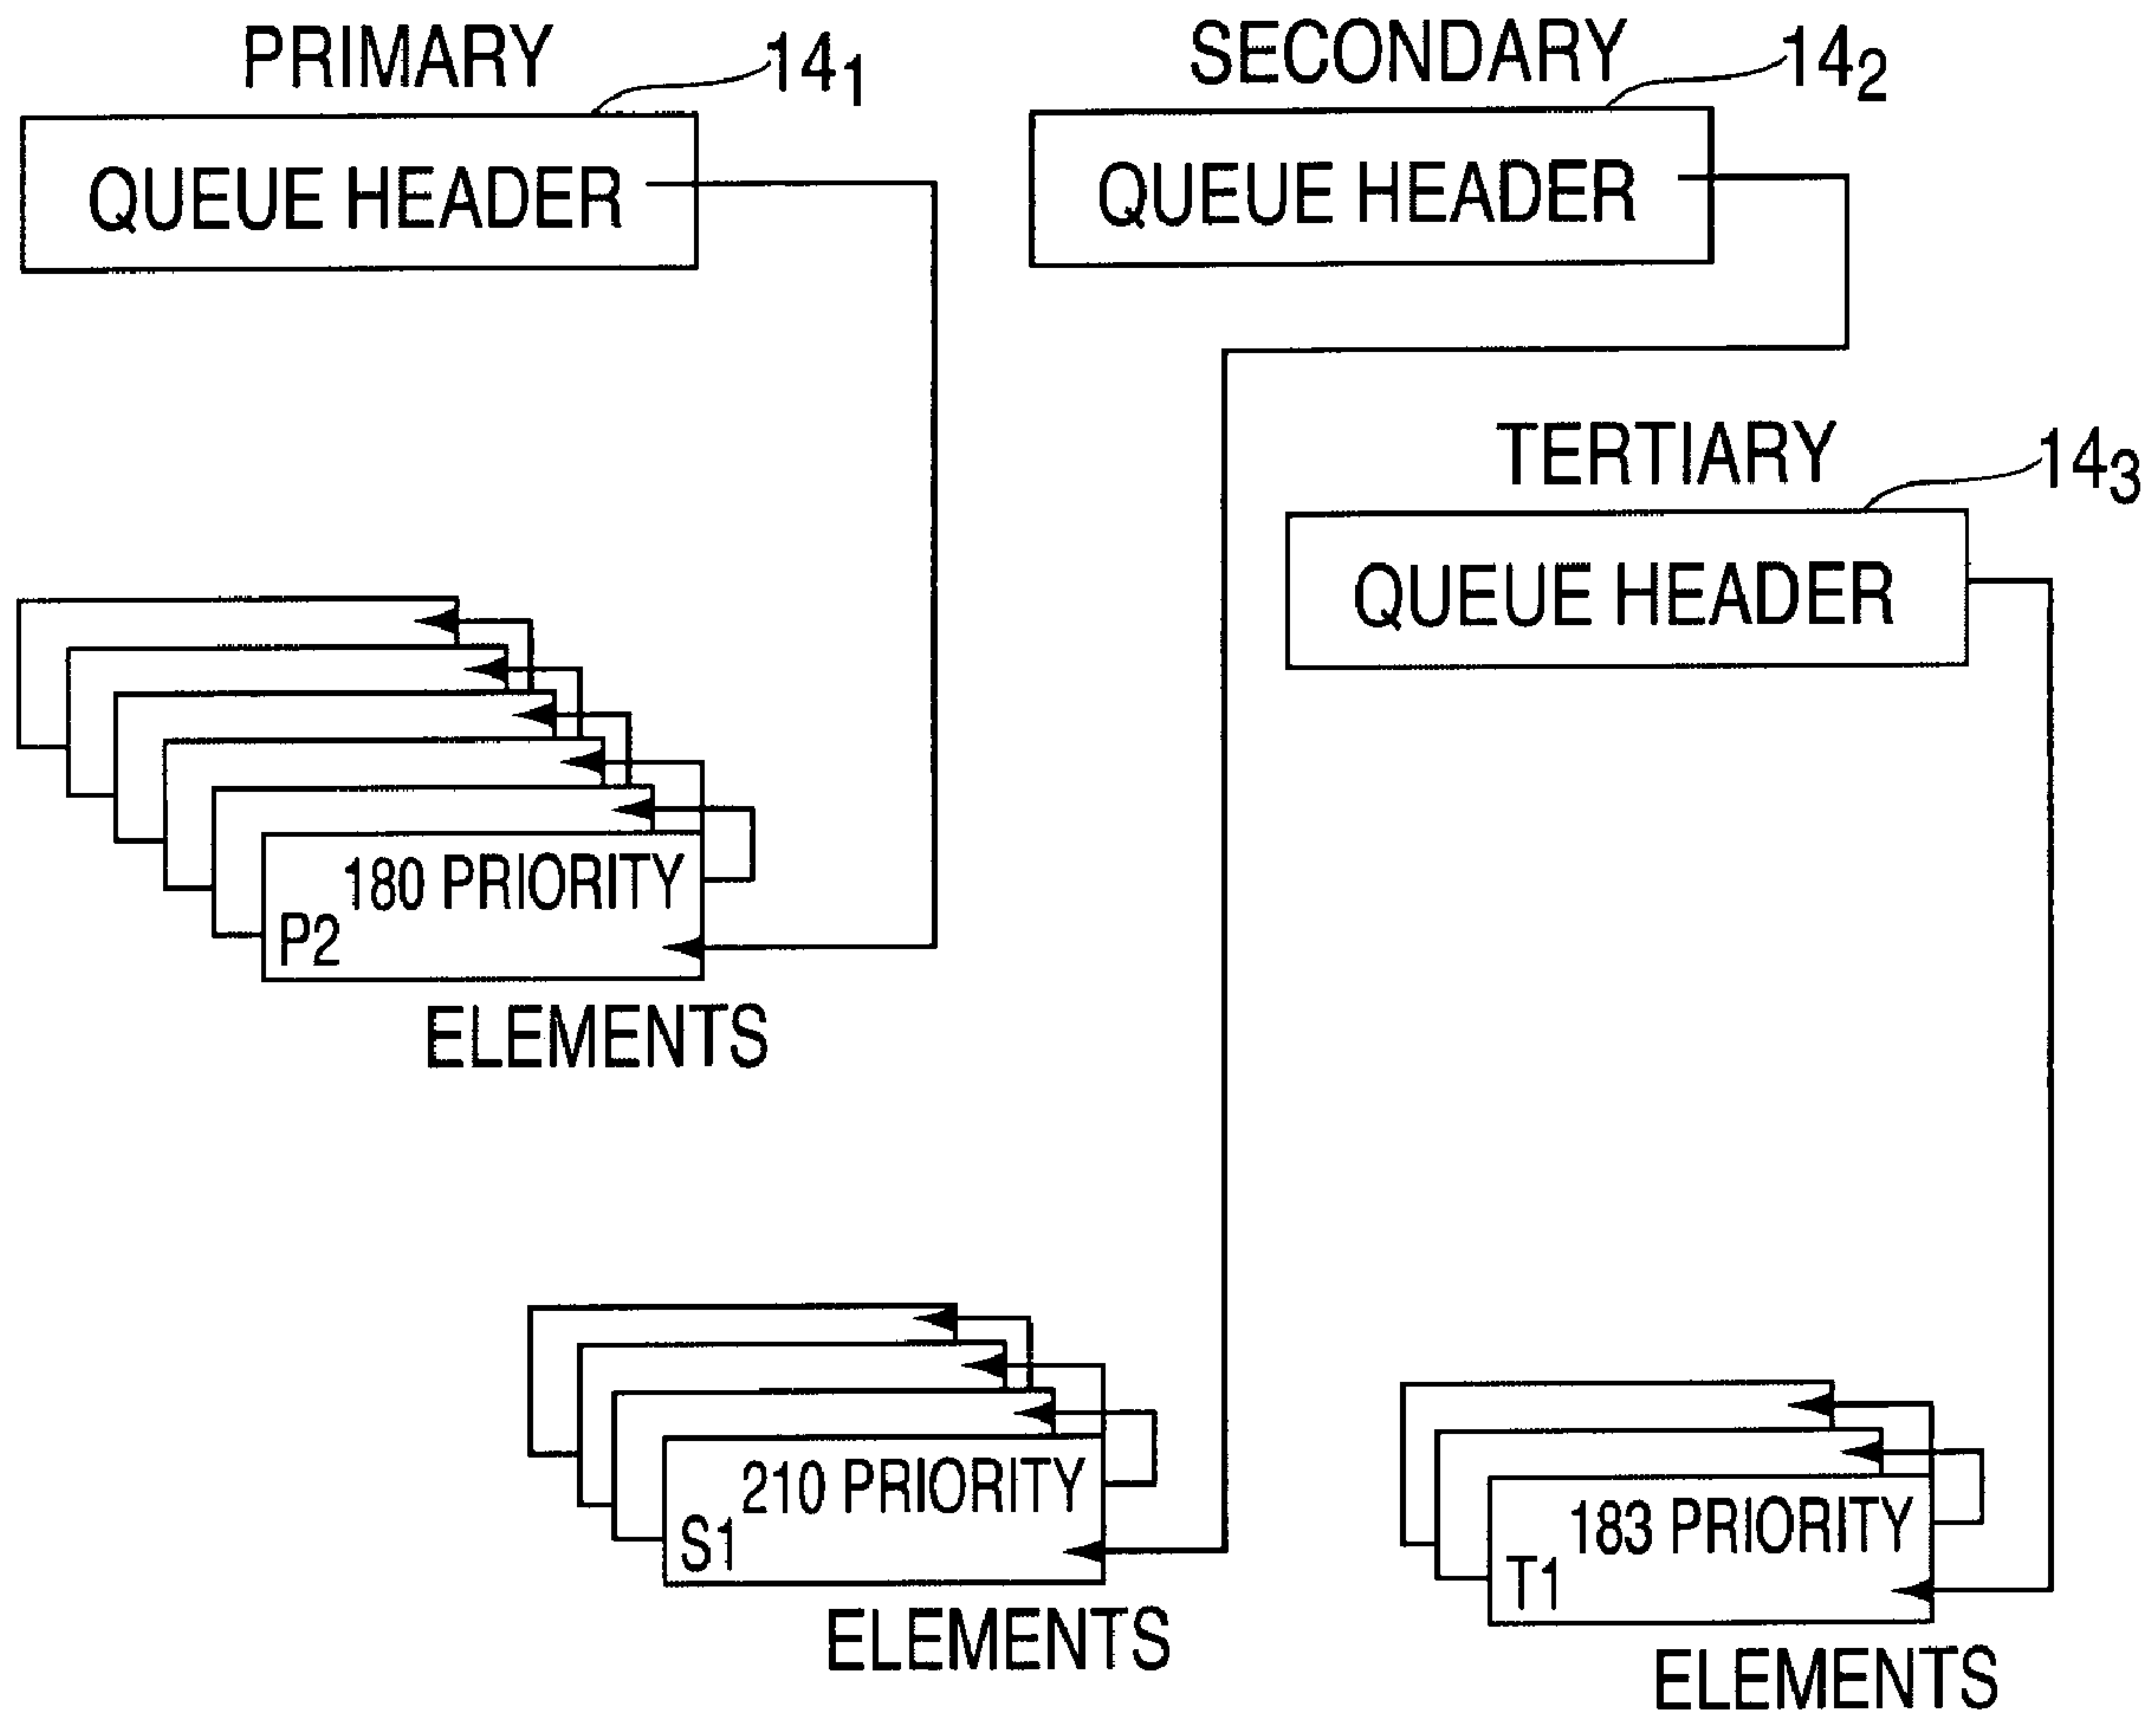 PRIMARY 14₁
QUEUE HEADER
SECONDARY 14₂
QUEUE HEADER
TERTIARY 14₃
QUEUE HEADER
180 PRIORITY
P2
ELEMENTS
210 PRIORITY
S1
ELEMENTS
183 PRIORITY
T1
ELEMENTS